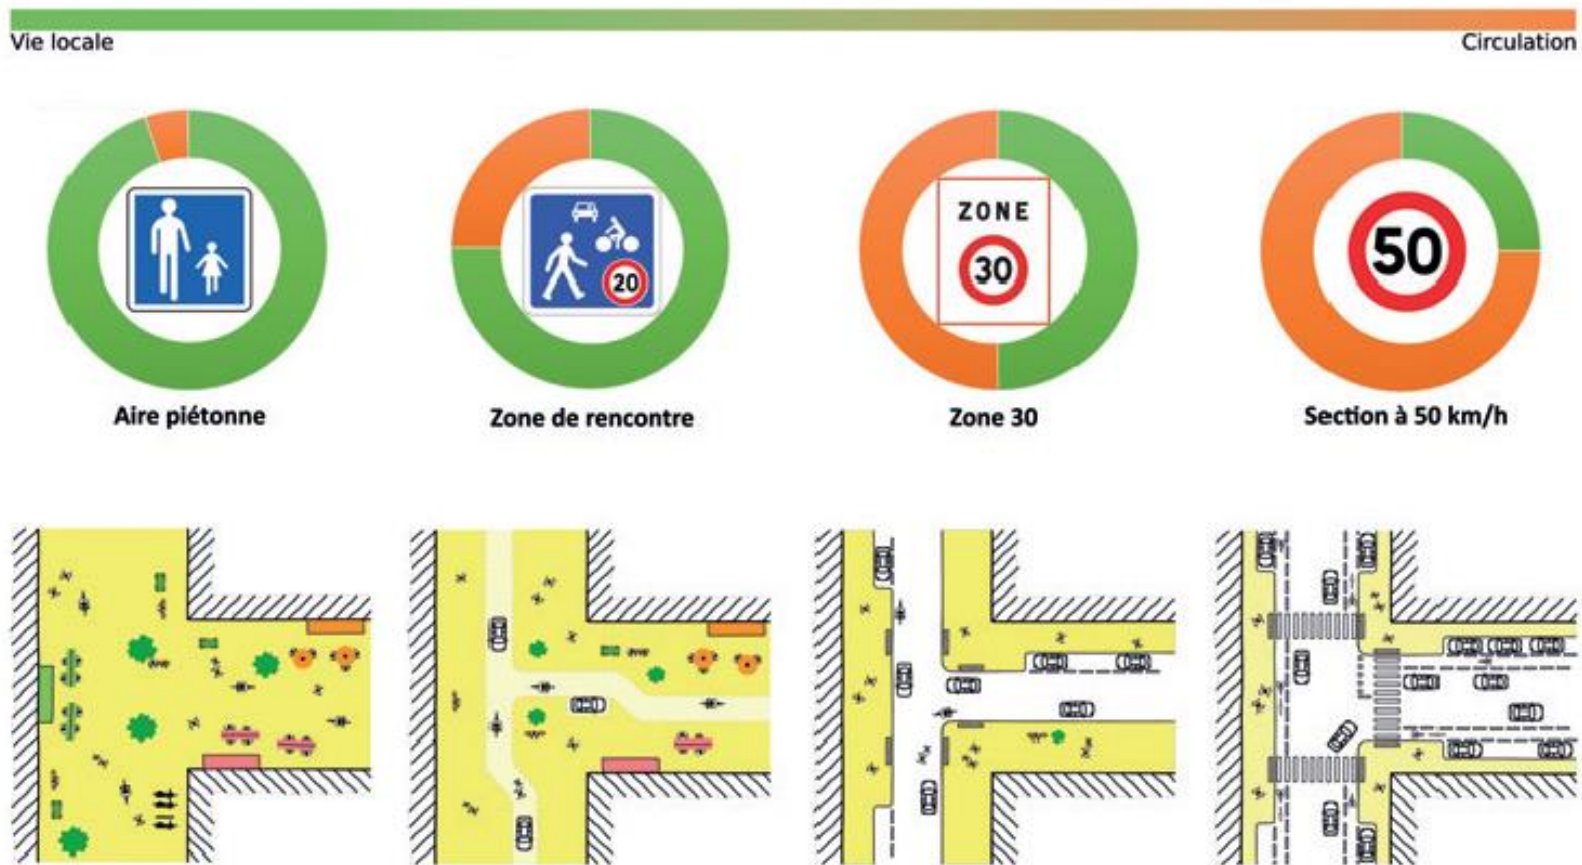 Vie locale
Circulation
20
ZONE
30
50
Aire piétonne
Zone de rencontre
Zone 30
Section à 50 km/h